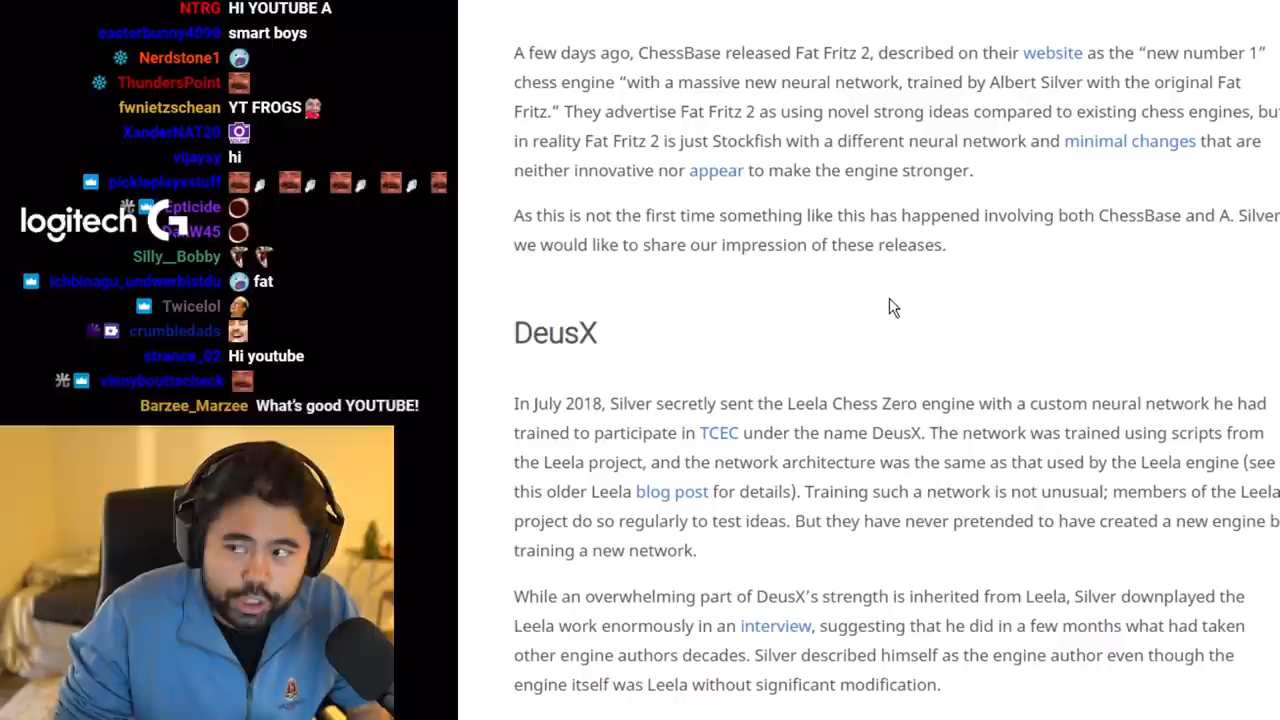 NTRG HI YOUTUBE A
easterbunny4090 smart boys
Nerdstone1
ThundersPoint
fwnietzschean YT FROGS
XanderNAT20
vijaysy hi
pickleplaysstuff
Epticide
logitech G
W45
Silly__Bobby
ichbinagu_undwerbistdu fat
Twicelol
crumbledads
strance_02 Hi youtube
光 vinnybouttacheck
Barzee_Marzee What's good YOUTUBE!
A few days ago, ChessBase released Fat Fritz 2, described on their website as the “new number 1”
chess engine “with a massive new neural network, trained by Albert Silver with the original Fat
Fritz.” They advertise Fat Fritz 2 as using novel strong ideas compared to existing chess engines, but
in reality Fat Fritz 2 is just Stockfish with a different neural network and minimal changes that are
neither innovative nor appear to make the engine stronger.
As this is not the first time something like this has happened involving both ChessBase and A. Silver
we would like to share our impression of these releases.
DeusX
In July 2018, Silver secretly sent the Leela Chess Zero engine with a custom neural network he had
trained to participate in TCEC under the name DeusX. The network was trained using scripts from
the Leela project, and the network architecture was the same as that used by the Leela engine (see
this older Leela blog post for details). Training such a network is not unusual; members of the Leela
project do so regularly to test ideas. But they have never pretended to have created a new engine b
training a new network.
While an overwhelming part of DeusX’s strength is inherited from Leela, Silver downplayed the
Leela work enormously in an interview, suggesting that he did in a few months what had taken
other engine authors decades. Silver described himself as the engine author even though the
engine itself was Leela without significant modification.